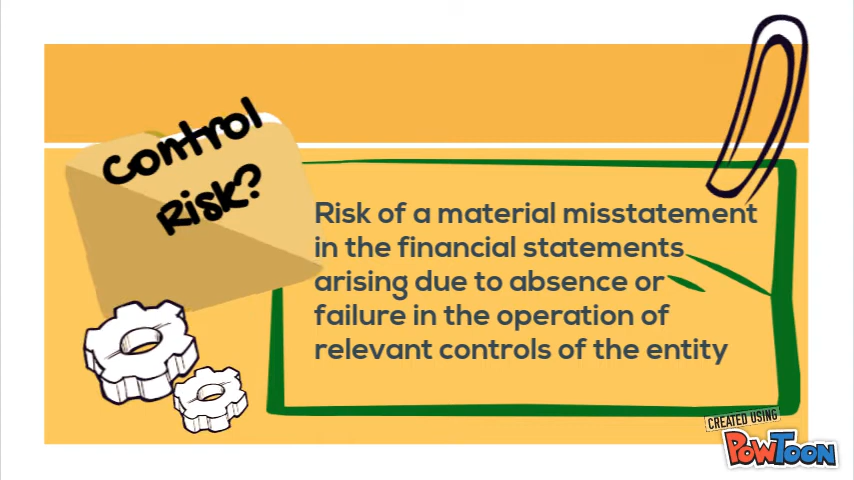 Control
Risk?
Risk of a material misstatement
in the financial statements
arising due to absence or
failure in the operation of
relevant controls of the entity
CREATED USING
POWTOON